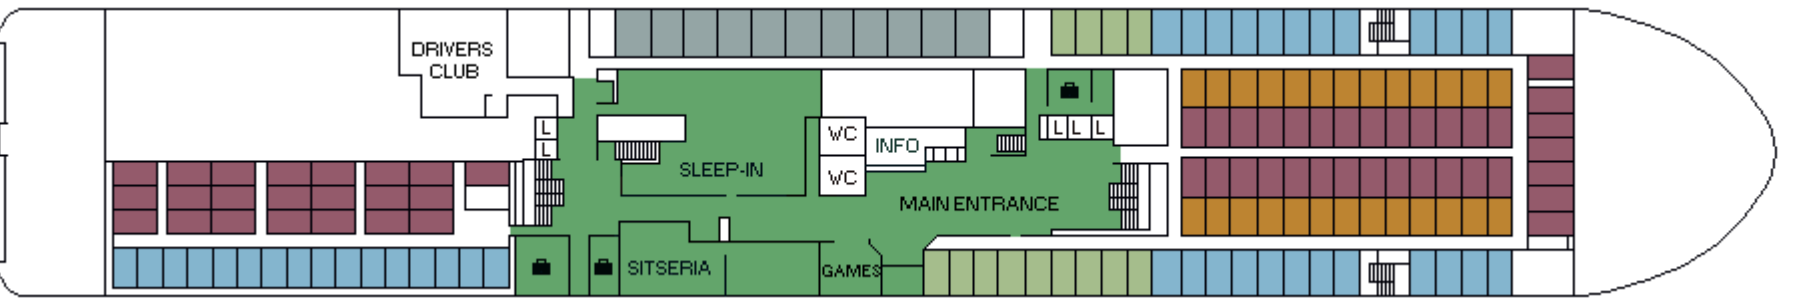 DRIVERS
CLUB
L
L
SLEEP-IN
WC
WC
INFO
L L L
MAIN ENTRANCE
SITSERIA
GAMES